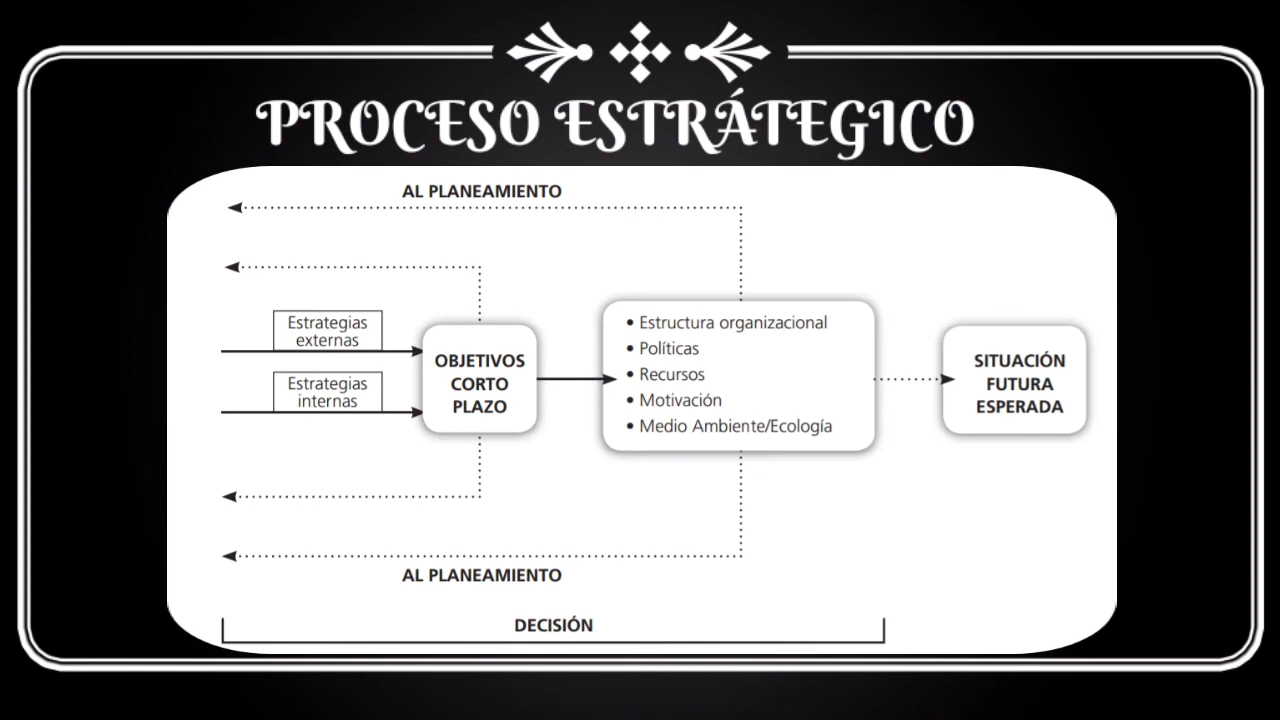 PROCESO ESTRÁTEGICO
AL PLANEAMIENTO
Estrategias
externas
Estrategias
internas
OBJETIVOS
CORTO
PLAZO
• Estructura organizacional
• Políticas
• Recursos
• Motivación
• Medio Ambiente/Ecología
SITUACIÓN
FUTURA
ESPERADA
AL PLANEAMIENTO
DECISIÓN